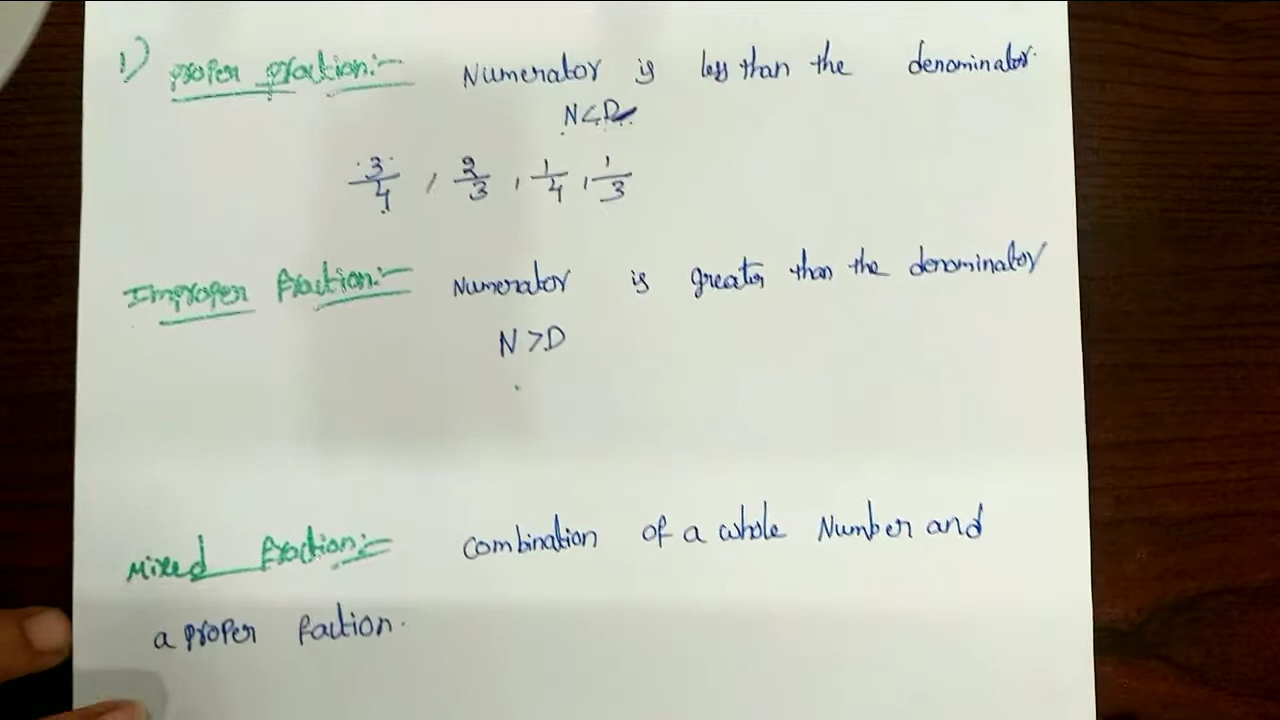 1) proper fraction:- Numerator is less than the denominator.
N<D
3/4, 2/3, 1/4, 1/3
Improper fraction:- Numerator is greater than the denominator
N>D
Mixed fraction:- combination of a whole Number and
a proper faction.